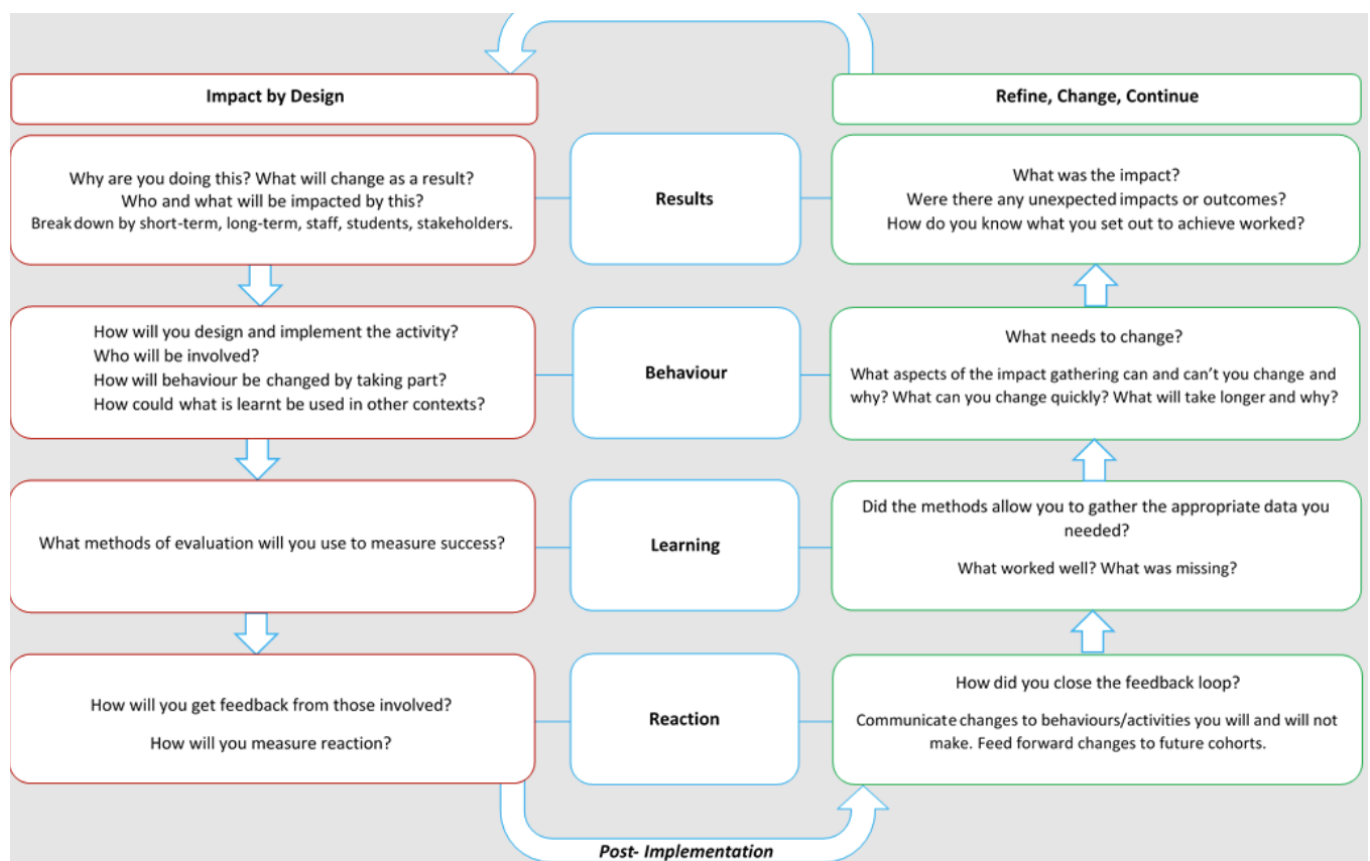 Impact by Design
Refine, Change, Continue
Why are you doing this? What will change as a result?
Who and what will be impacted by this?
Breakdown by short-term, long-term, staff, students, stakeholders.
Results
What was the impact?
Were there any unexpected impacts or outcomes?
How do you know what you set out to achieve worked?
How will you design and implement the activity?
Who will be involved?
How will behaviour be changed by taking part?
How could what is learnt be used in other contexts?
Behaviour
What needs to change?
What aspects of the impact gathering can and can't you change and
why? What can you change quickly? What will take longer and why?
What methods of evaluation will you use to measure success?
Learning
Did the methods allow you to gather the appropriate data you
needed?
What worked well? What was missing?
How will you get feedback from those involved?
How will you measure reaction?
Reaction
How did you close the feedback loop?
Communicate changes to behaviours/activities you will and will not
make. Feed forward changes to future cohorts.
Post- Implementation